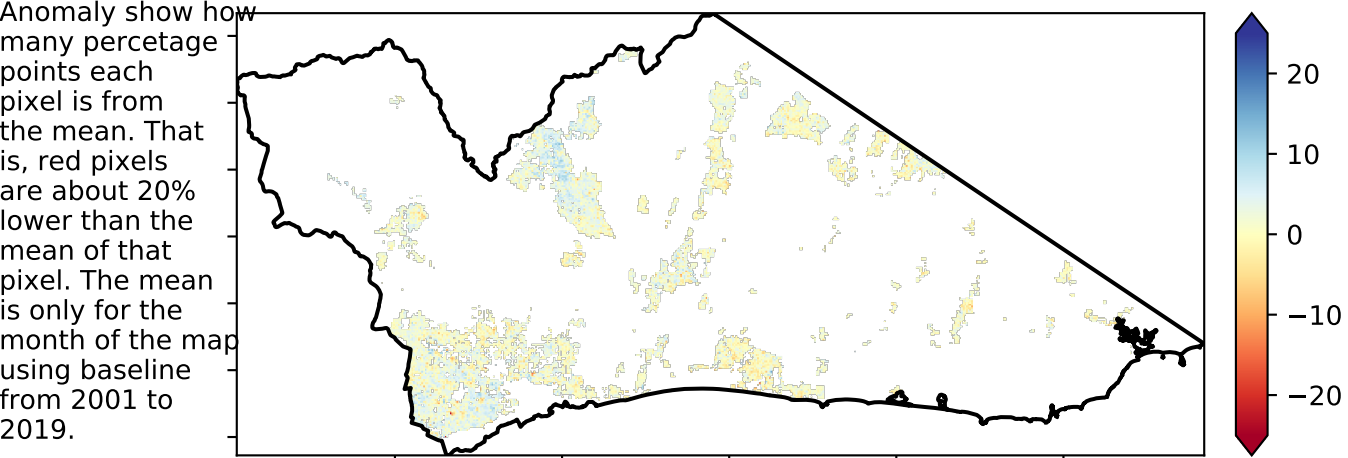 Anomaly show how
many percetage
points each
pixel is from
the mean. That
is, red pixels
are about 20%
lower than the
mean of that
pixel. The mean
is only for the
month of the map
using baseline
from 2001 to
2019.
20
10
0
−10
−20